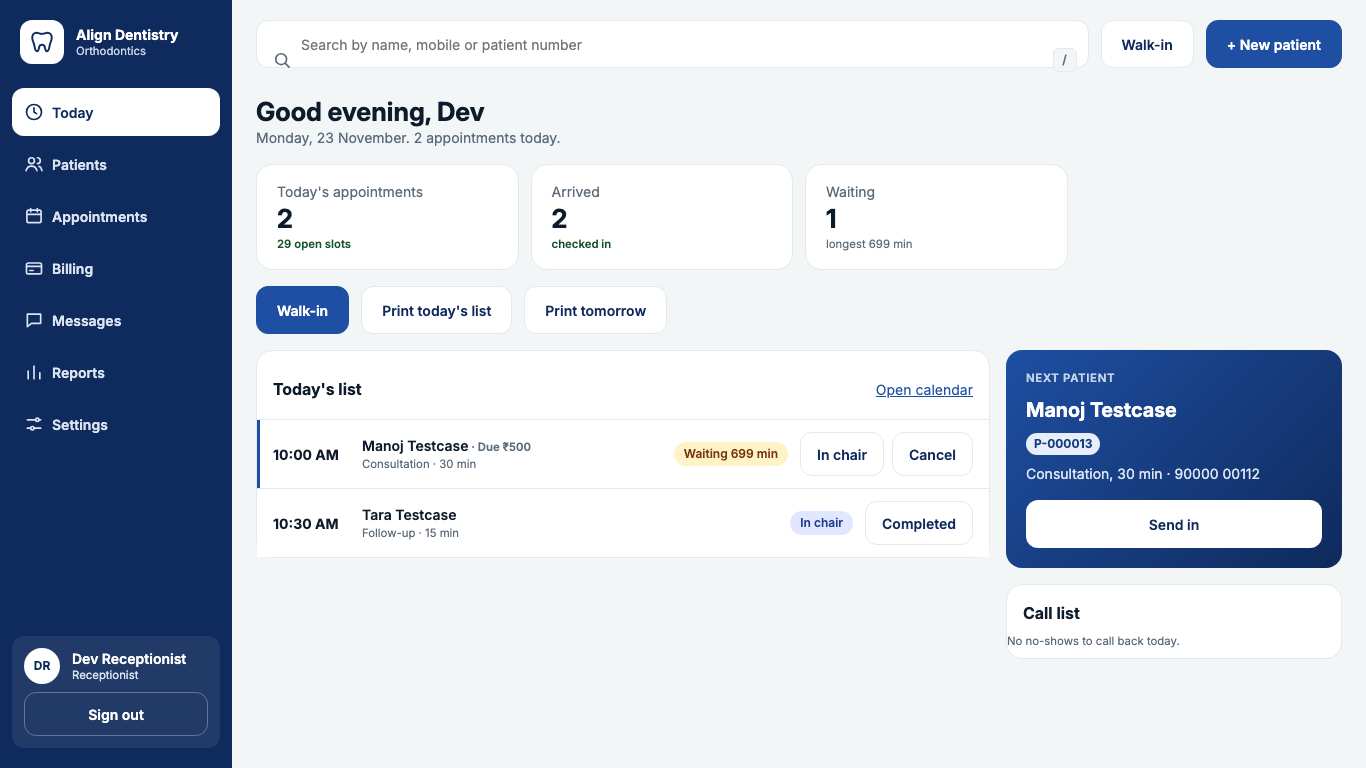 Align Dentistry
Orthodontics
Today
Patients
Appointments
Billing
Messages
Reports
Settings
DR
Dev Receptionist
Receptionist
Sign out
Search by name, mobile or patient number
/
Walk-in
+ New patient
Good evening, Dev
Monday, 23 November. 2 appointments today.
Today's appointments
2
29 open slots
Arrived
2
checked in
Waiting
1
longest 699 min
Walk-in
Print today's list
Print tomorrow
Today's list
Open calendar
10:00 AM
Manoj Testcase · Due ₹500
Consultation · 30 min
Waiting 699 min
In chair
Cancel
10:30 AM
Tara Testcase
Follow-up · 15 min
In chair
Completed
NEXT PATIENT
Manoj Testcase
P-000013
Consultation, 30 min · 90000 00112
Send in
Call list
No no-shows to call back today.